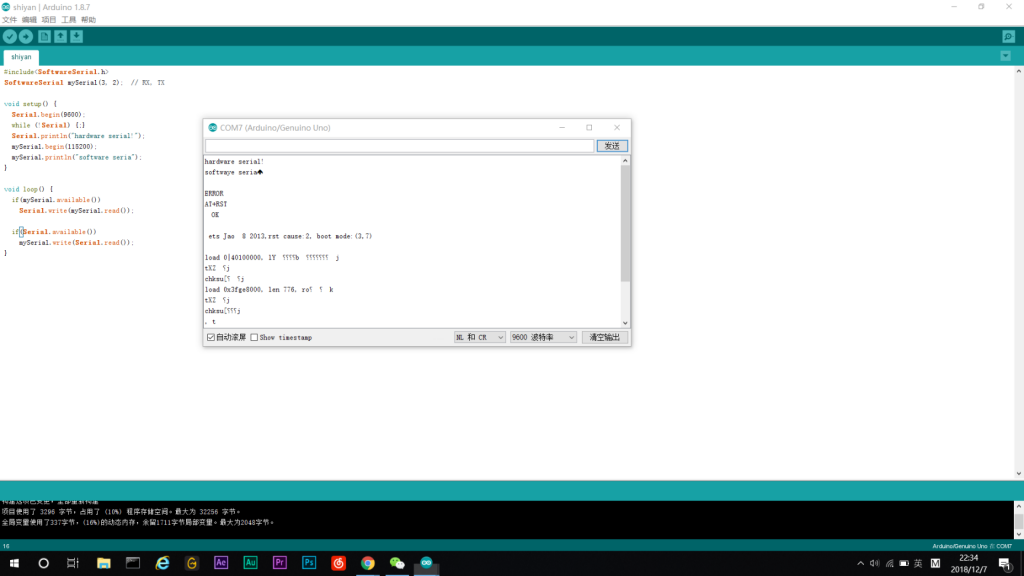 shiyan | Arduino 1.8.7
文件 编辑 项目 工具 帮助
shiyan
#include<SoftwareSerial.h>
SoftwareSerial mySerial(3, 2);  // RX, TX
void setup() {
Serial.begin(9600);
while (!Serial) {;}
Serial.println("hardware serial!");
mySerial.begin(115200);
mySerial.println("software seria");
}
void loop() {
if(mySerial.available())
Serial.write(mySerial.read());
if(Serial.available())
mySerial.write(Serial.read());
}
COM7 (Arduino/Genuino Uno)
发送
hardware serial!
softwaye seria
ERROR
AT+RST
OK
ets Jao  8 2013,rst cause:2, boot mode:(3,7)
load 0|40100000, lY ⸮⸮⸮⸮b ⸮⸮⸮⸮⸮⸮⸮ j
tXZ ⸮j
chksu[⸮ ⸮j
load 0x3fge8000, len 776, ro⸮ ⸮ k
tXZ ⸮j
chksu[⸮⸮⸮j
, t
自动滚屏 Show timestamp NL 和 CR 9600 波特率 清空输出
项目使用了 3296 字节，占用了 (10%) 程序存储空间。最大为 32256 字节。
全局变量使用了337字节，(16%)的动态内存，余留1711字节局部变量。最大为2048字节。
16 Arduino/Genuino Uno 在 COM7
Ae Au Pr Ps 英 M 22:34
2018/12/7